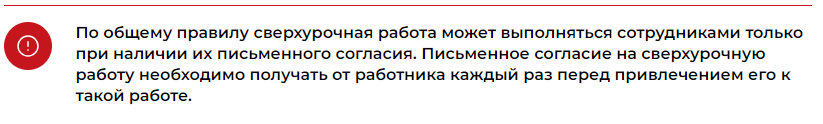 По общему правилу сверхурочная работа может выполняться сотрудниками только
при наличии их письменного согласия. Письменное согласие на сверхурочную
работу необходимо получать от работника каждый раз перед привлечением его к
такой работе.